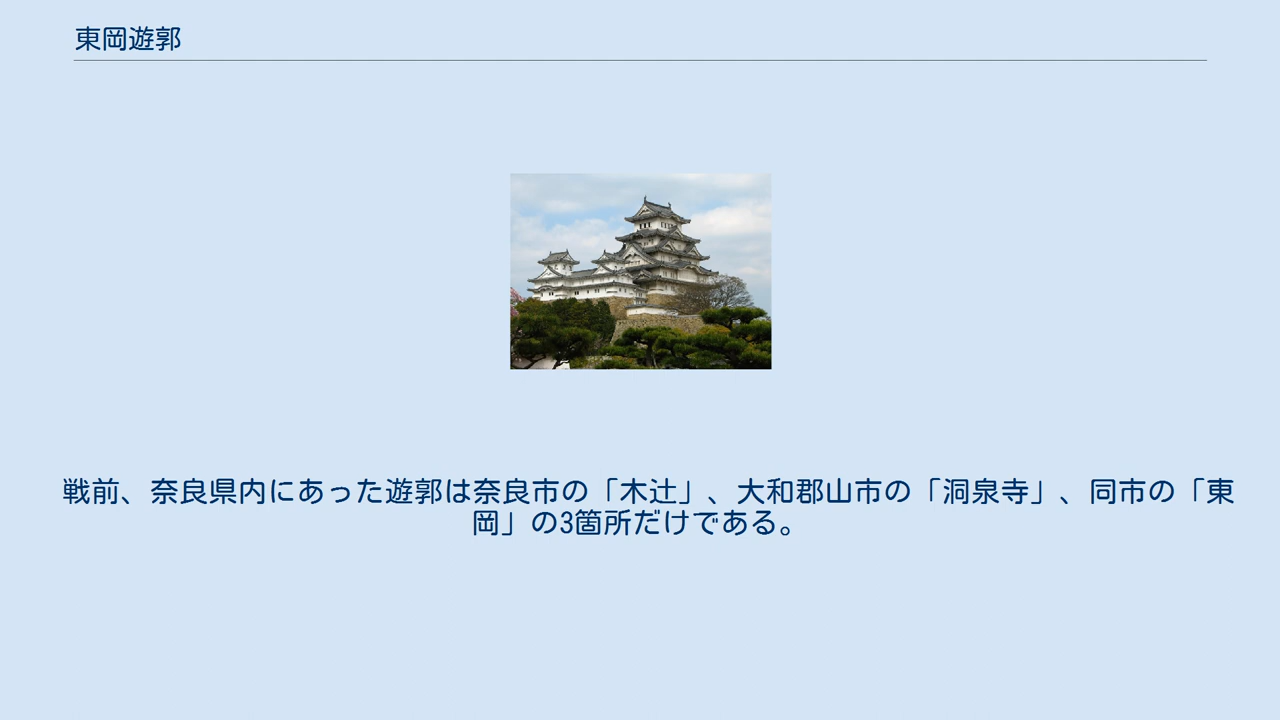 東岡遊郭
戦前、奈良県内にあった遊郭は奈良市の「木辻」、大和郡山市の「洞泉寺」、同市の「東
岡」の3箇所だけである。